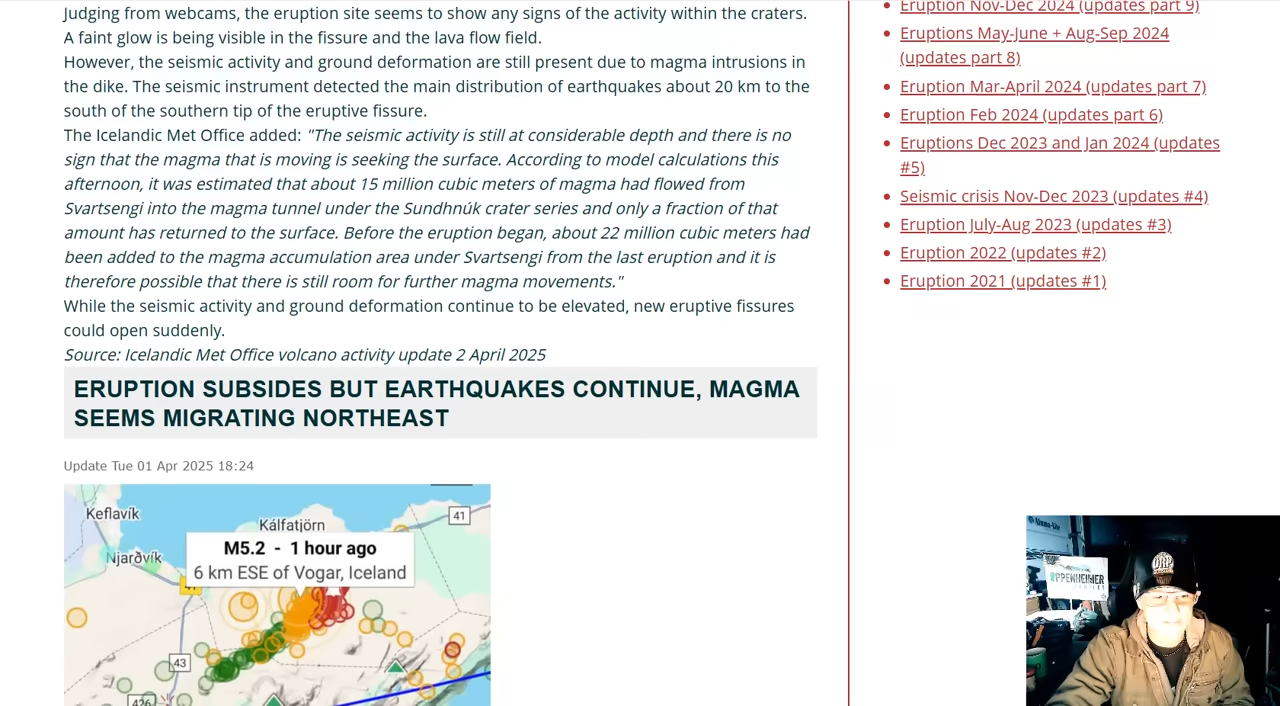 Judging from webcams, the eruption site seems to show any signs of the activity within the craters.
A faint glow is being visible in the fissure and the lava flow field.
However, the seismic activity and ground deformation are still present due to magma intrusions in
the dike. The seismic instrument detected the main distribution of earthquakes about 20 km to the
south of the southern tip of the eruptive fissure.
The Icelandic Met Office added: "The seismic activity is still at considerable depth and there is no
sign that the magma that is moving is seeking the surface. According to model calculations this
afternoon, it was estimated that about 15 million cubic meters of magma had flowed from
Svartsengi into the magma tunnel under the Sundhnúk crater series and only a fraction of that
amount has returned to the surface. Before the eruption began, about 22 million cubic meters had
been added to the magma accumulation area under Svartsengi from the last eruption and it is
therefore possible that there is still room for further magma movements."
While the seismic activity and ground deformation continue to be elevated, new eruptive fissures
could open suddenly.
Source: Icelandic Met Office volcano activity update 2 April 2025
ERUPTION SUBSIDES BUT EARTHQUAKES CONTINUE, MAGMA
SEEMS MIGRATING NORTHEAST
Update Tue 01 Apr 2025 18:24
Keflavík
Kálfatjörn
41
Njarðvík
M5.2 - 1 hour ago
6 km ESE of Vogar, Iceland
43
426
Eruption Nov-Dec 2024 (updates part 9)
Eruptions May-June + Aug-Sep 2024
(updates part 8)
Eruption Mar-April 2024 (updates part 7)
Eruption Feb 2024 (updates part 6)
Eruptions Dec 2023 and Jan 2024 (updates
#5)
Seismic crisis Nov-Dec 2023 (updates #4)
Eruption July-Aug 2023 (updates #3)
Eruption 2022 (updates #2)
Eruption 2021 (updates #1)
ORP